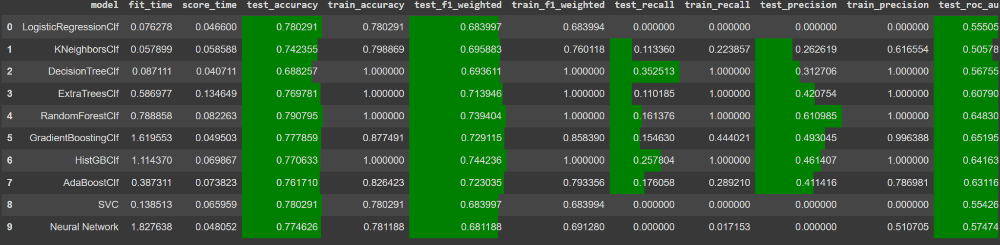 model fit_time score_time test_accuracy train_accuracy test_f1_weighted train_f1_weighted test_recall train_recall test_precision train_precision test_roc_au
0 LogisticRegressionClf 0.076278 0.046600 0.780291 0.780291 0.683997 0.683994 0.000000 0.000000 0.000000 0.000000 0.55505
1 KNeighborsClf 0.057899 0.058588 0.742355 0.798869 0.695883 0.760118 0.113360 0.223857 0.262619 0.616554 0.50578
2 DecisionTreeClf 0.087111 0.040711 0.688257 1.000000 0.693611 1.000000 0.352513 1.000000 0.312706 1.000000 0.56755
3 ExtraTreesClf 0.586977 0.134649 0.769781 1.000000 0.713946 1.000000 0.110185 1.000000 0.420754 1.000000 0.60790
4 RandomForestClf 0.788858 0.082263 0.790795 1.000000 0.739404 1.000000 0.161376 1.000000 0.610985 1.000000 0.64830
5 GradientBoostingClf 1.619553 0.049503 0.777859 0.877491 0.729115 0.858390 0.154630 0.444021 0.493045 0.996388 0.65195
6 HistGBClf 1.114370 0.069867 0.770633 1.000000 0.744236 1.000000 0.257804 1.000000 0.461407 1.000000 0.64163
7 AdaBoostClf 0.387311 0.073823 0.761710 0.826423 0.723035 0.793356 0.176058 0.289210 0.411416 0.786981 0.63116
8 SVC 0.138513 0.065959 0.780291 0.780291 0.683997 0.683994 0.000000 0.000000 0.000000 0.000000 0.55426
9 Neural Network 1.827638 0.048052 0.774626 0.781188 0.681188 0.691280 0.000000 0.017153 0.000000 0.510705 0.57474